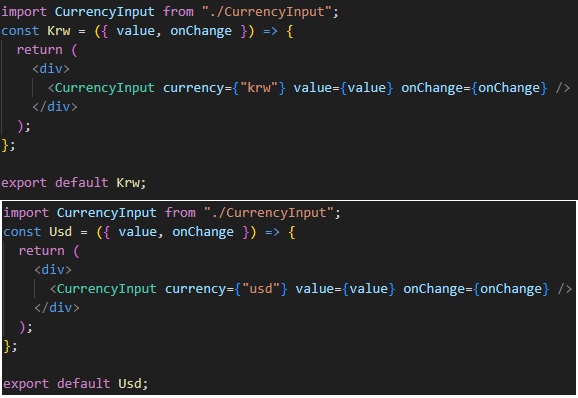 import CurrencyInput from "./CurrencyInput";
const Krw = ({ value, onChange }) => {
  return (
    <div>
      <CurrencyInput currency={"krw"} value={value} onChange={onChange} />
    </div>
  );
};

export default Krw;
import CurrencyInput from "./CurrencyInput";
const Usd = ({ value, onChange }) => {
  return (
    <div>
      <CurrencyInput currency={"usd"} value={value} onChange={onChange} />
    </div>
  );
};

export default Usd;